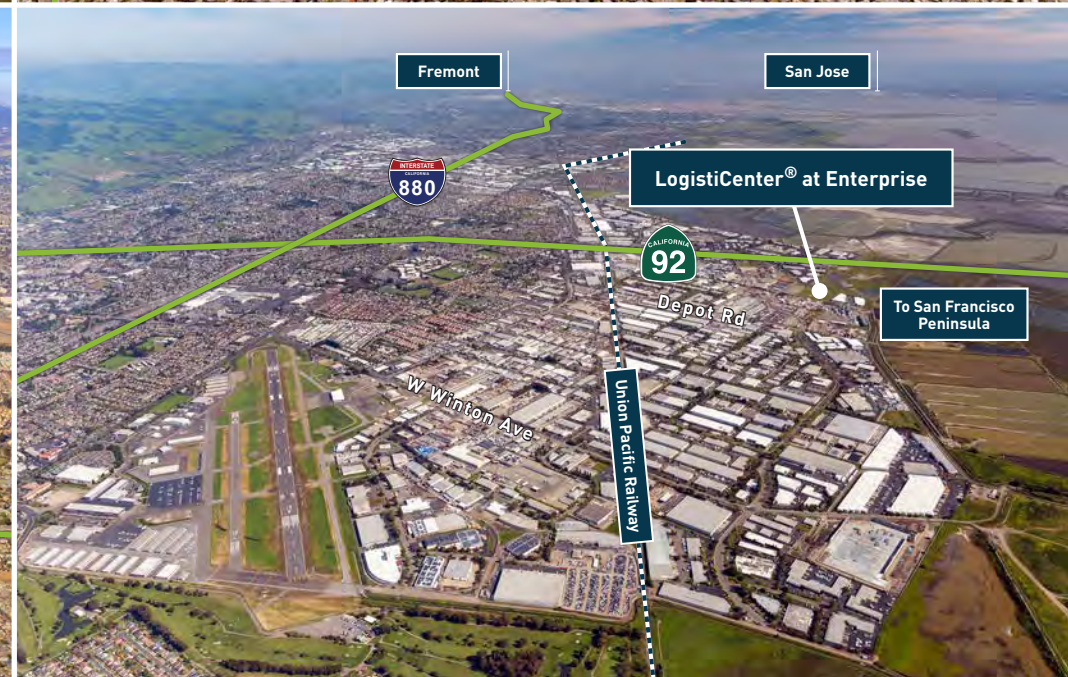 Fremont
San Jose
INTERSTATE
CALIFORNIA
880
LogistiCenter® at Enterprise
CALIFORNIA
92
Depot Rd
To San Francisco
Peninsula
W Winton Ave
Union Pacific Railway